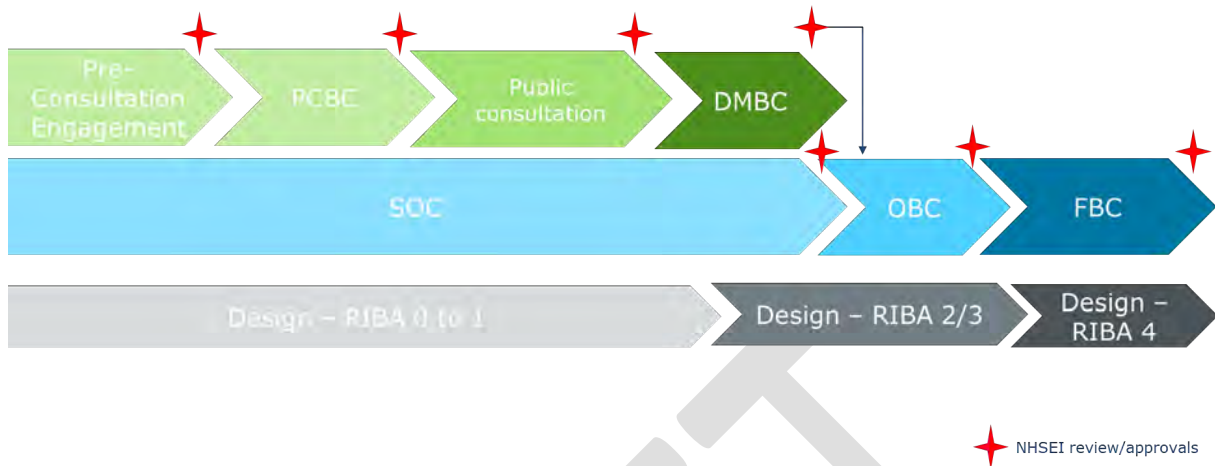 Pre-
Consultation
Engagement
PCBC
Public
consultation
DMBC
SOC
OBC
FBC
Design – RIBA 0 to 1
Design – RIBA 2/3
Design –
RIBA 4
NHSEI review/approvals